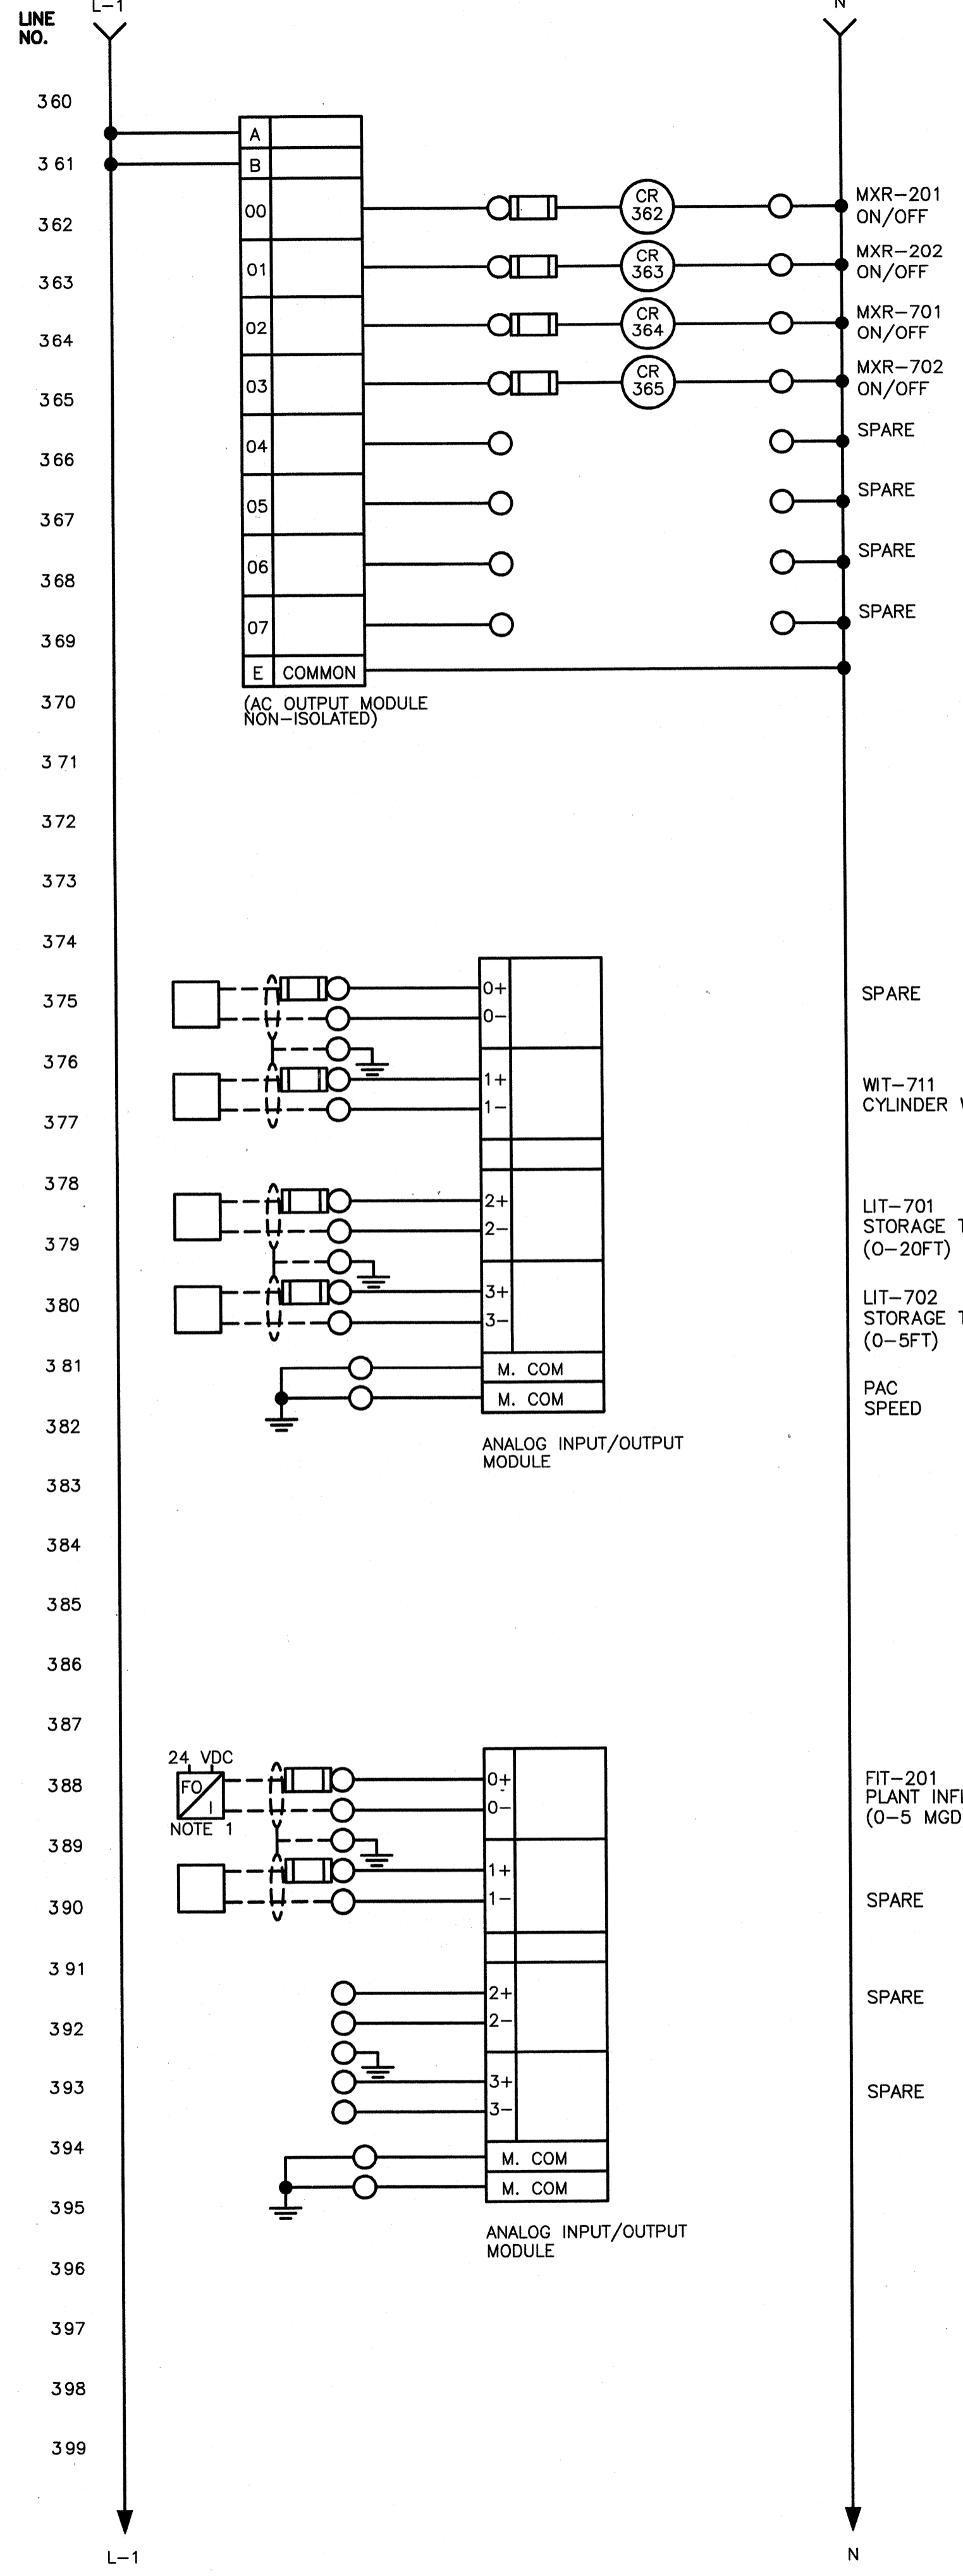 L-1
N
LINE
NO.
360
A
361
B
00
CR
362
MXR-201
ON/OFF
362
01
CR
363
MXR-202
ON/OFF
363
02
CR
364
MXR-701
ON/OFF
364
03
CR
365
MXR-702
ON/OFF
365
04
SPARE
366
05
SPARE
367
06
SPARE
368
07
SPARE
369
E COMMON
370
(AC OUTPUT MODULE
NON-ISOLATED)
371
372
373
374
375
0+
0-
SPARE
376
1+
1-
WIT-711
CYLINDER
377
378
2+
2-
LIT-701
STORAGE
(0-20FT)
379
380
3+
3-
LIT-702
STORAGE
(0-5FT)
381
M. COM
M. COM
PAC
SPEED
382
ANALOG INPUT/OUTPUT
MODULE
383
384
385
386
387
24 VDC
388
FO
I
NOTE 1
0+
0-
FIT-201
PLANT
(0-5 MGD
389
1+
1-
390
SPARE
391
2+
2-
SPARE
392
393
3+
3-
SPARE
394
M. COM
M. COM
395
ANALOG INPUT/OUTPUT
MODULE
396
397
398
399
L-1
N